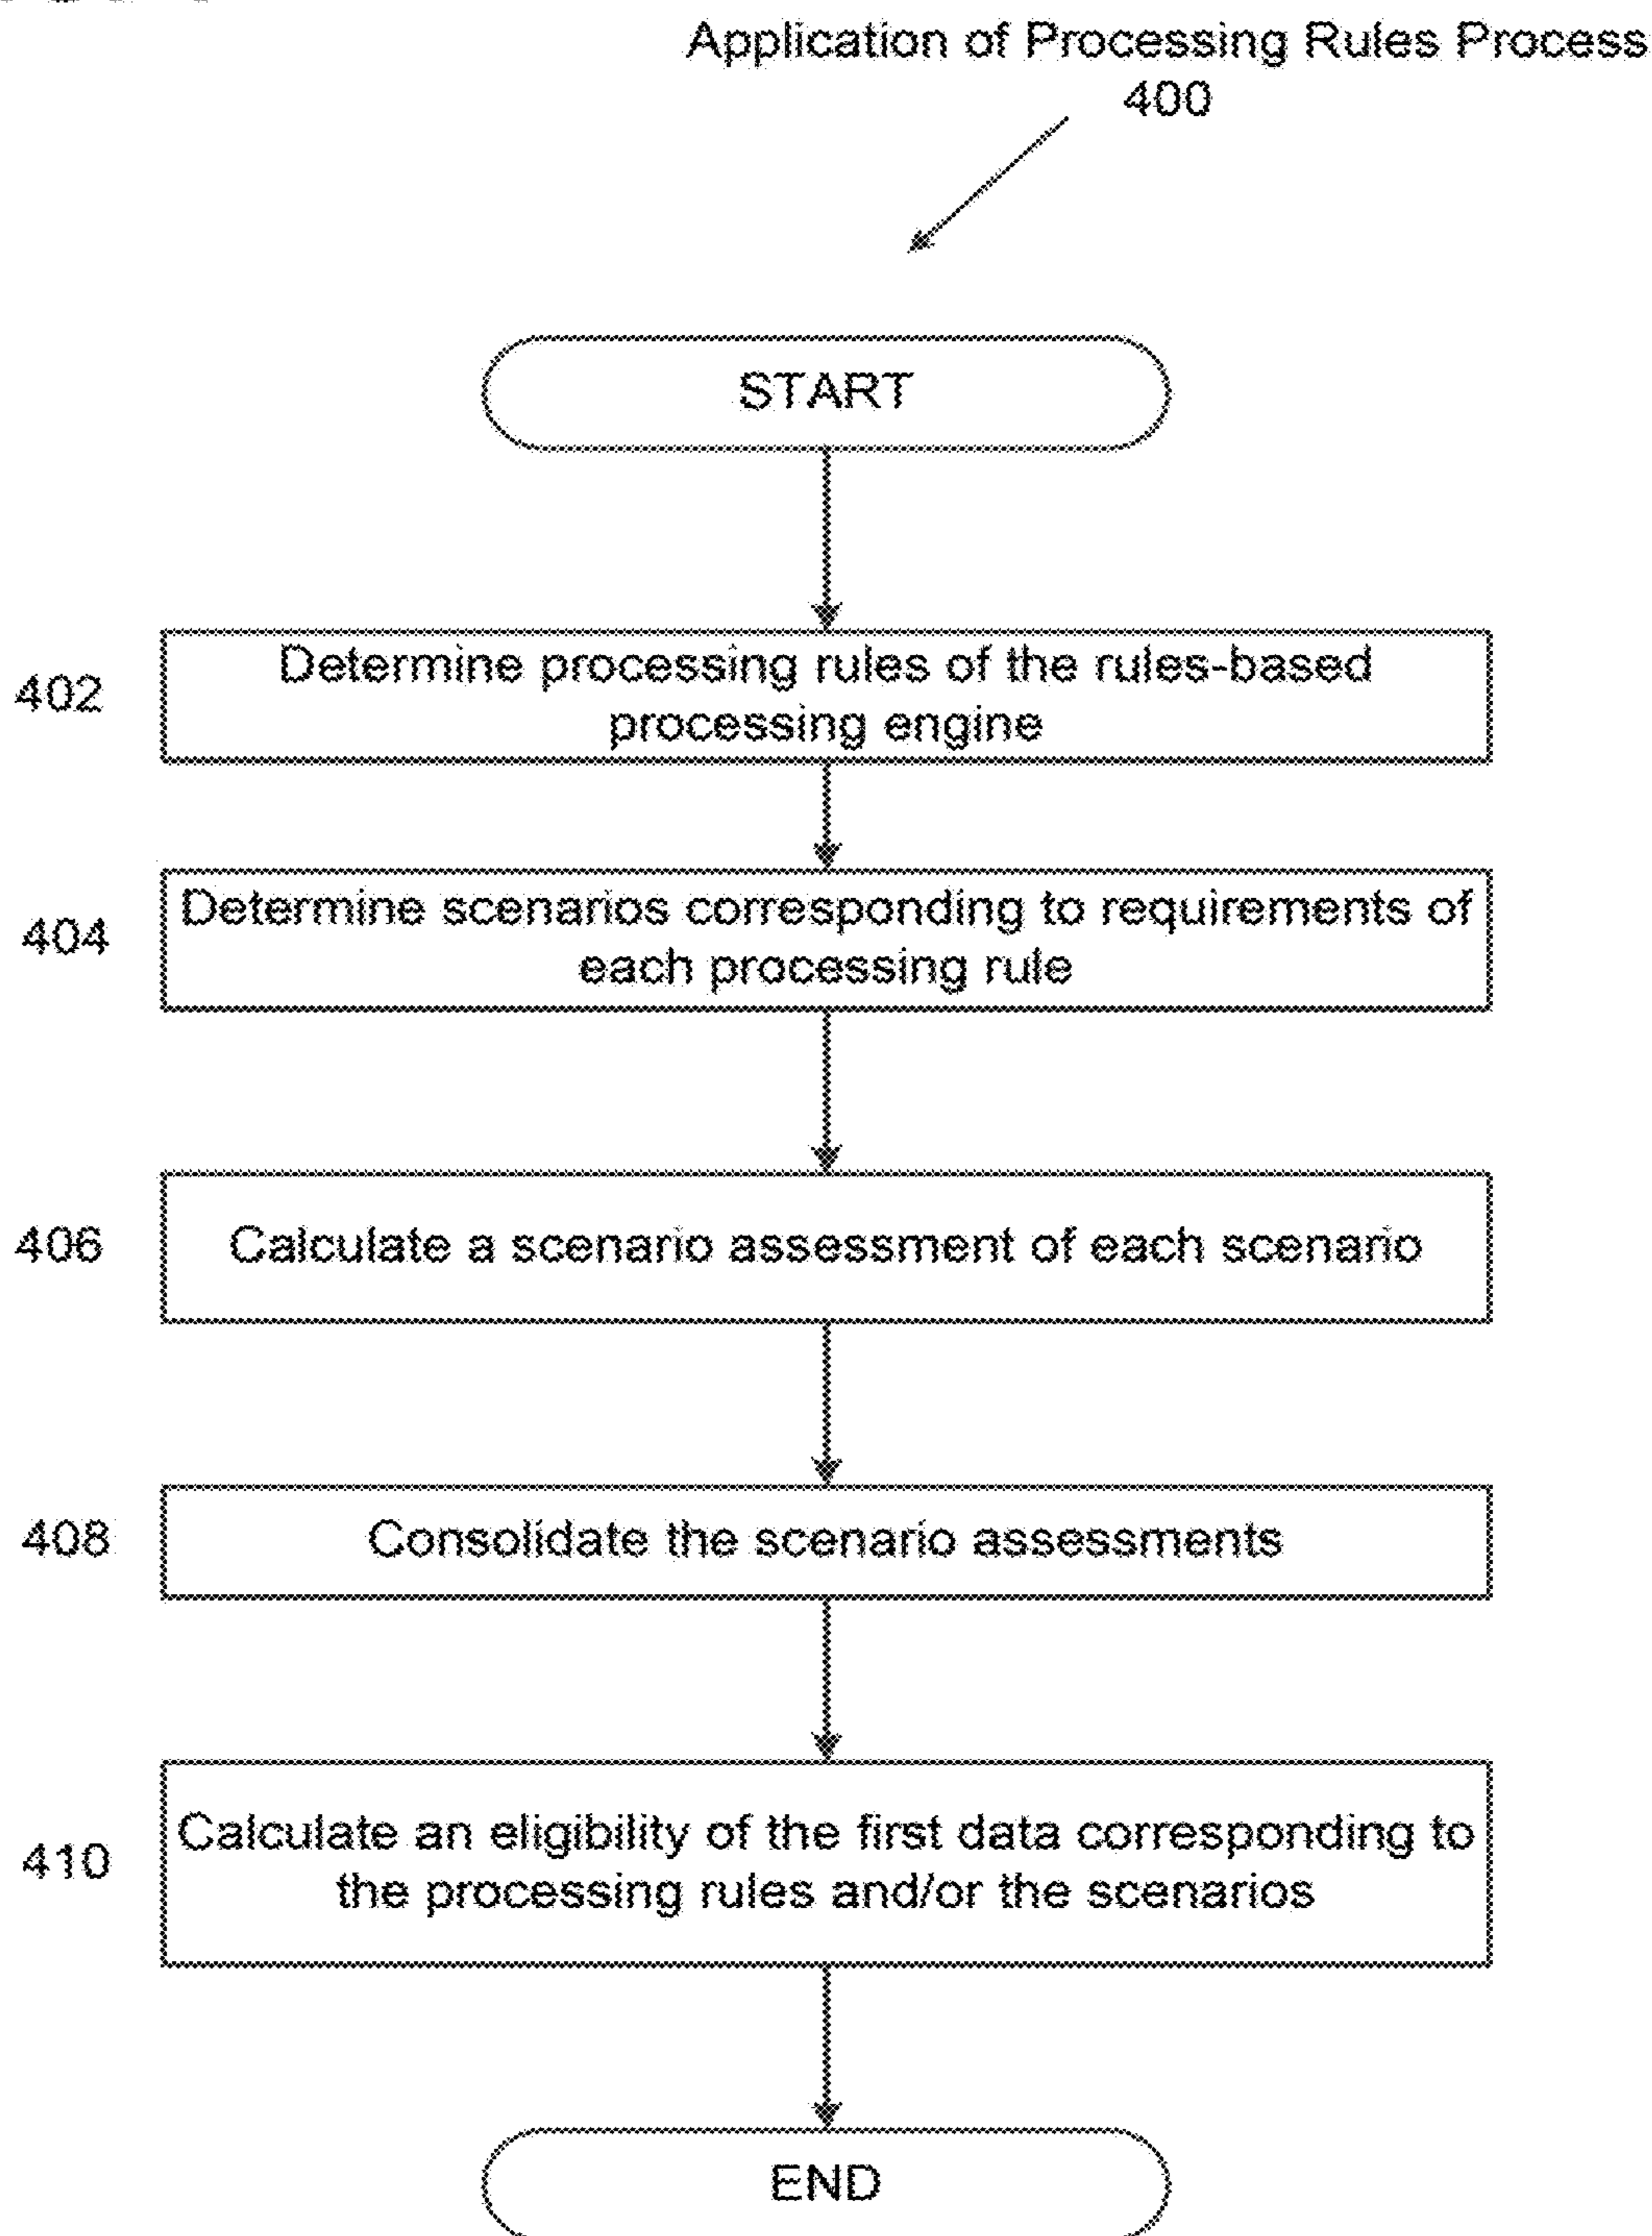 Application of Processing Rules Process
400
START
402
Determine processing rules of the rules-based
processing engine
404
Determine scenarios corresponding to requirements of
each processing rule
406
Calculate a scenario assessment of each scenario
408
Consolidate the scenario assessments
410
Calculate an eligibility of the first data corresponding to
the processing rules and/or the scenarios
END